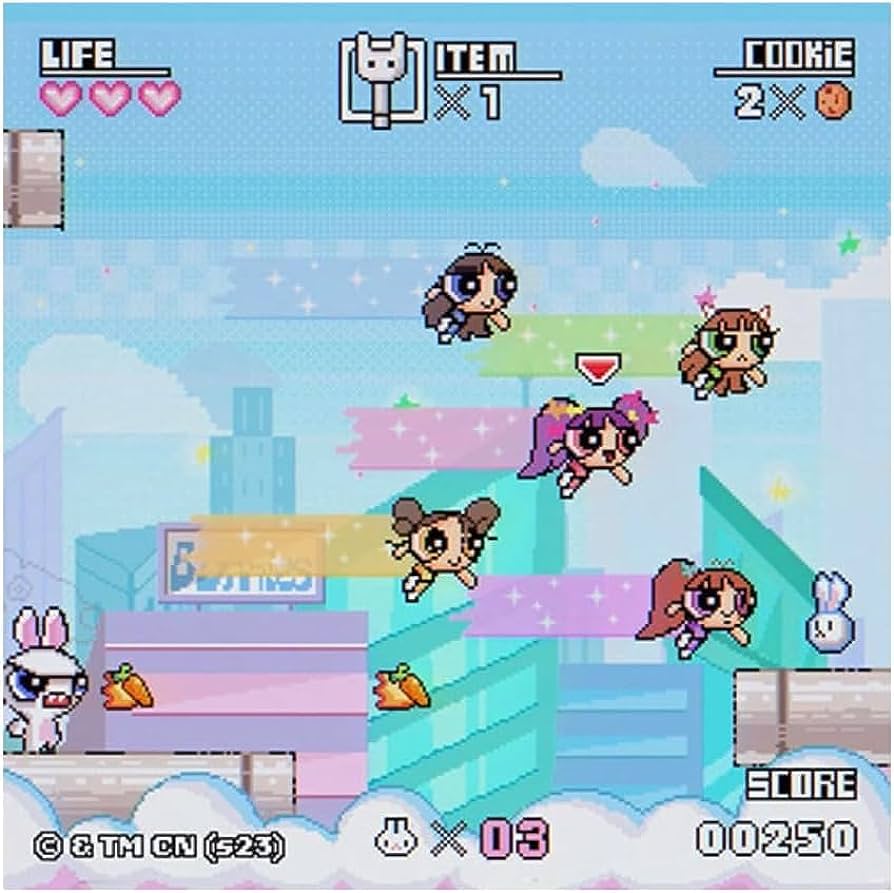 LIFE
ITEM
× 1
COOKIE
2 ×
© & TM CN (s23)
× 03
SCORE
00250